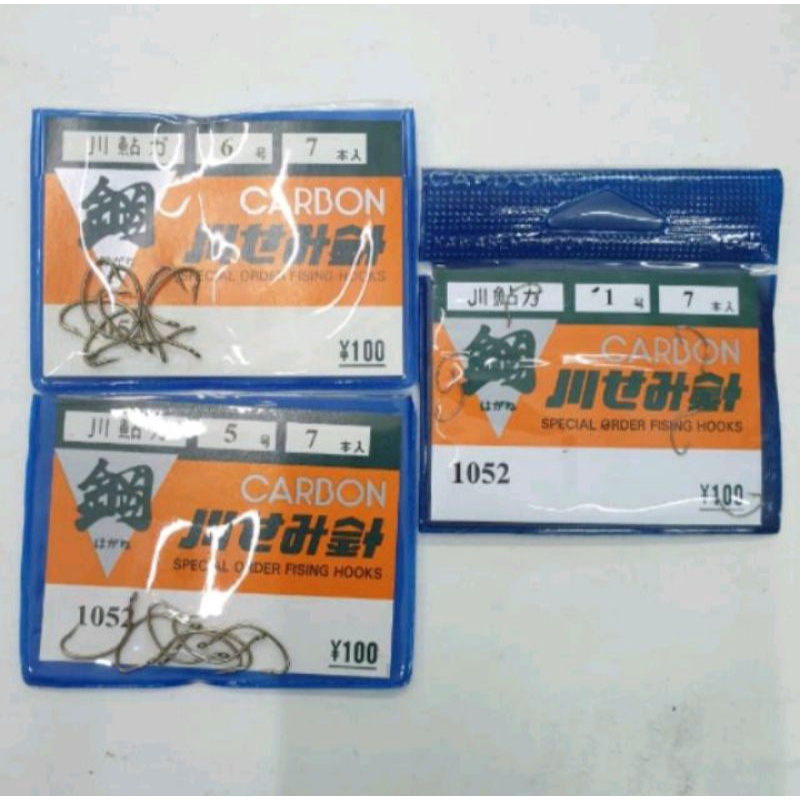 川 鮎 カ 6 号 7 本入
CARBON
鋼
川せみ針
はがね
SPECIAL ORDER FISING HOOKS
¥100
川 鮎 カ 5 号 7 本入
CARBON
鋼
川せみ針
はがね
SPECIAL ORDER FISING HOOKS
1052
¥100
川 鮎 カ 1 号 7 本入
CARBON
鋼
川せみ針
はがね
SPECIAL ORDER FISING HOOKS
1052
¥100